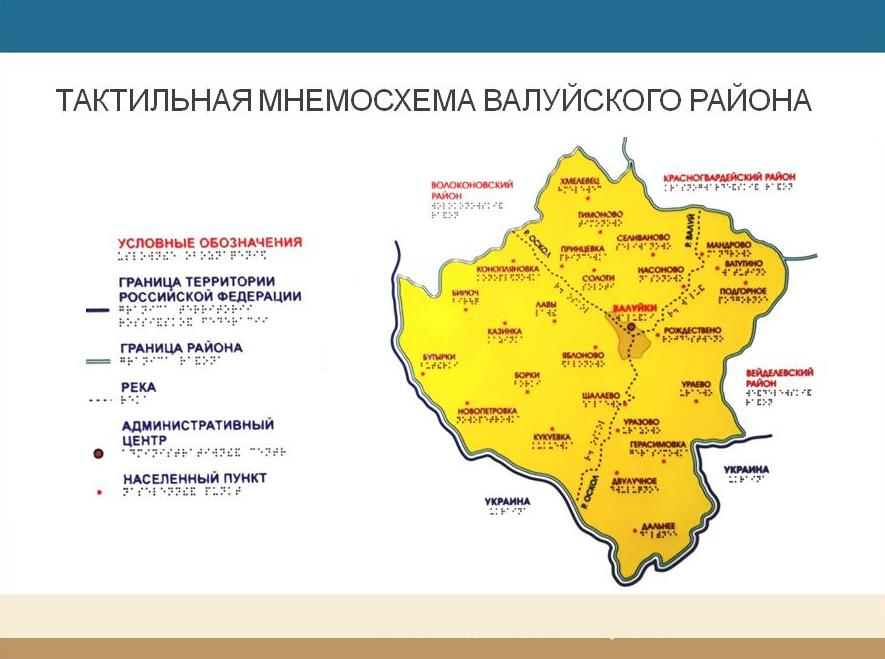 ТАКТИЛЬНАЯ МНЕМОСХЕМА ВАЛУЙСКОГО РАЙОНА
УСЛОВНЫЕ ОБОЗНАЧЕНИЯ
ГРАНИЦА ТЕРРИТОРИИ
РОССИЙСКОЙ ФЕДЕРАЦИИ
ГРАНИЦА РАЙОНА
РЕКА
АДМИНИСТРАТИВНЫЙ
ЦЕНТР
НАСЕЛЕННЫЙ ПУНКТ
ВОЛОКОНОВСКИЙ
РАЙОН
КРАСНОГВАРДЕЙСКИЙ РАЙОН
ХМЕЛЕВЕЦ
ТИМОНОВО
Р. ОСКОЛ
Р. ВАЛУЙ
СЕЛИВАНОВО
ПРИНЦЕВКА
МАНДРОВО
КОНОПЛЯНОВКА
СОЛОТИ
НАСОНОВО
ВАТУТИНО
БИРЮЧ
ЛАВЫ
ПОДГОРНОЕ
ВАЛУЙКИ
КАЗИНКА
РОЖДЕСТВЕНО
БУТЫРКИ
ЯБЛОНОВО
БОРКИ
УРАЕВО
ВЕЙДЕЛЕВСКИЙ
РАЙОН
ШАЛАЕВО
НОВОПЕТРОВКА
УРАЗОВО
КУКУЕВКА
ГЕРАСИМОВКА
ДВУЛУЧНОЕ
Р. ОСКОЛ
УКРАИНА
УКРАИНА
ДАЛЬНЕЕ